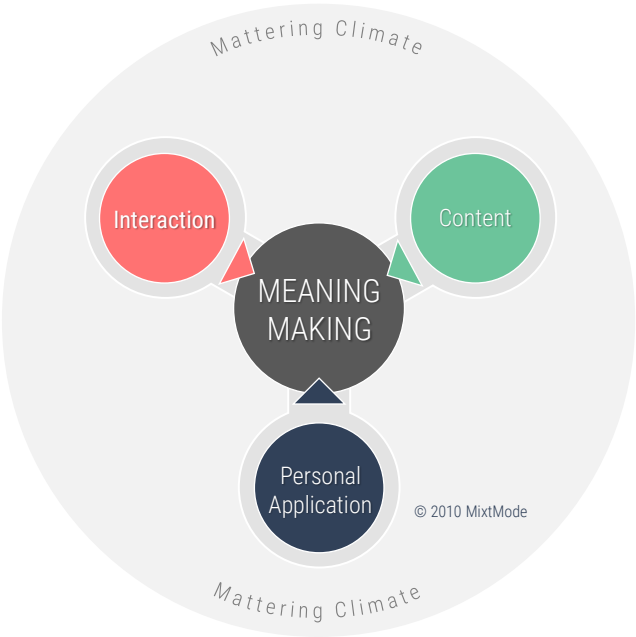 Mattering Climate
Interaction
Content
MEANING
MAKING
Personal
Application
© 2010 MixtMode
Mattering Climate